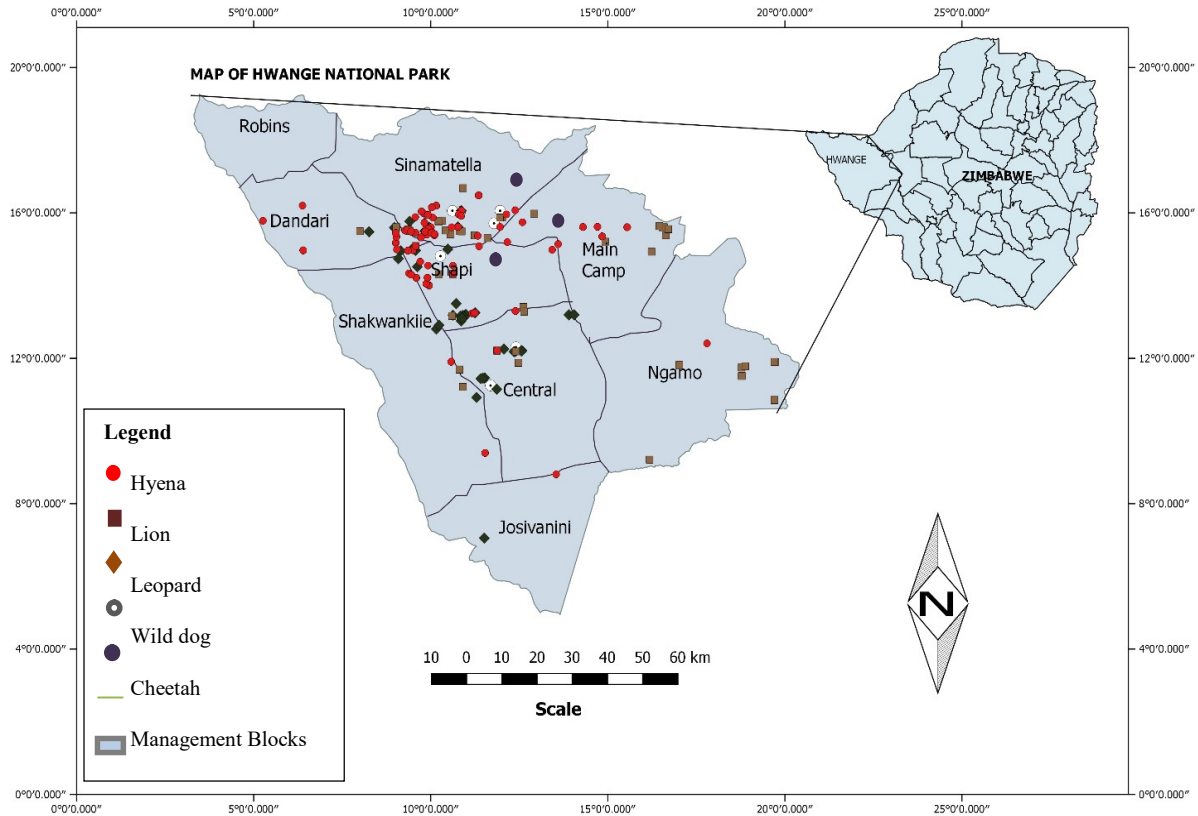 0°0'0.000" 5°0'0.000" 10°0'0.000" 15°0'0.000" 20°0'0.000" 25°0'0.000"
20°0'0.000" 20°0'0.000"
MAP OF HWANGE NATIONAL PARK
Robins
HWANGE
Sinamatella
ZIMBABWE
16°0'0.000" 16°0'0.000"
Dandari
Main
Camp
Shapi
Shakwankiie
12°0'0.000" 12°0'0.000"
Ngamo
Central
Legend
Hyena
8°0'0.000" 8°0'0.000"
Josivanini
Lion
Leopard
N
Wild dog
4°0'0.000" 4°0'0.000"
10 0 10 20 30 40 50 60 km
Cheetah
Scale
Management Blocks
0°0'0.000" 0°0'0.000"
0°0'0.000" 5°0'0.000" 10°0'0.000" 15°0'0.000" 20°0'0.000" 25°0'0.000"